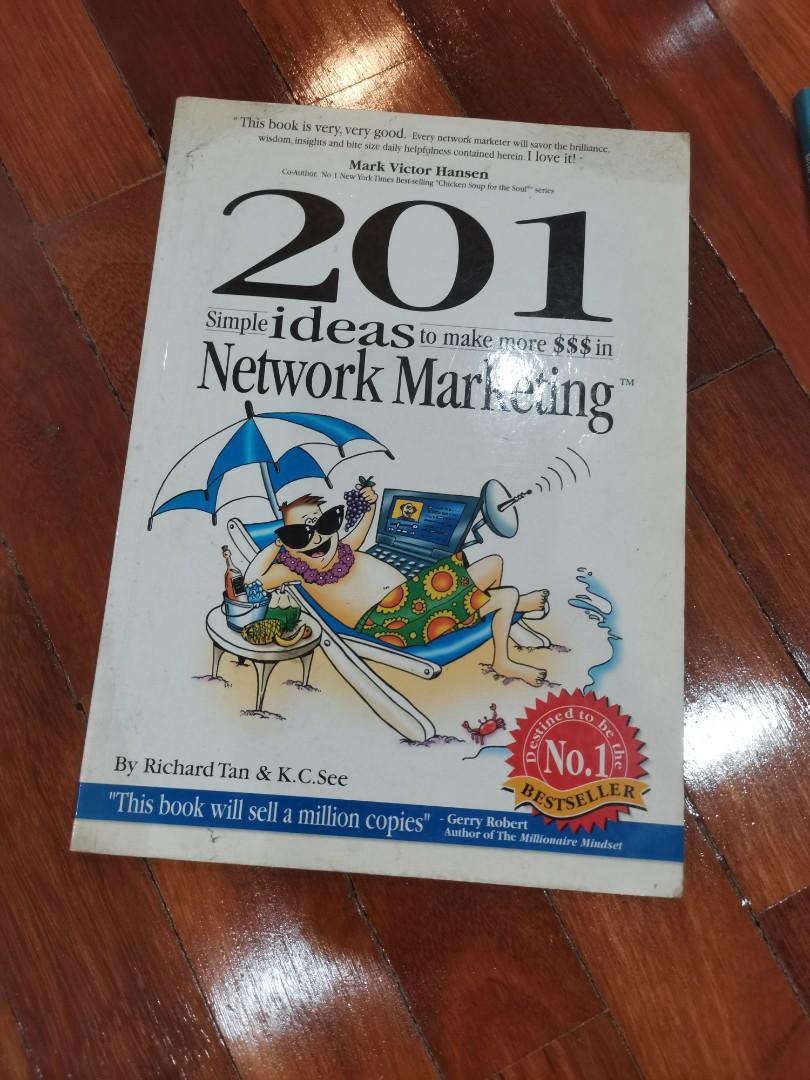 "This book is very, very good. Every network marketer will savor the brilliance,
wisdom, insights and bite size daily helpfulness contained herein. I love it! "
Mark Victor Hansen
Co-Author, No 1 New York Times Best-selling "Chicken Soup for the Soul®" series
201
Simple ideas to make more $$$ in
Network Marketing™
By Richard Tan & K.C.See
Destined to be the
No.1
BESTSELLER
"This book will sell a million copies" - Gerry Robert
Author of The Millionaire Mindset